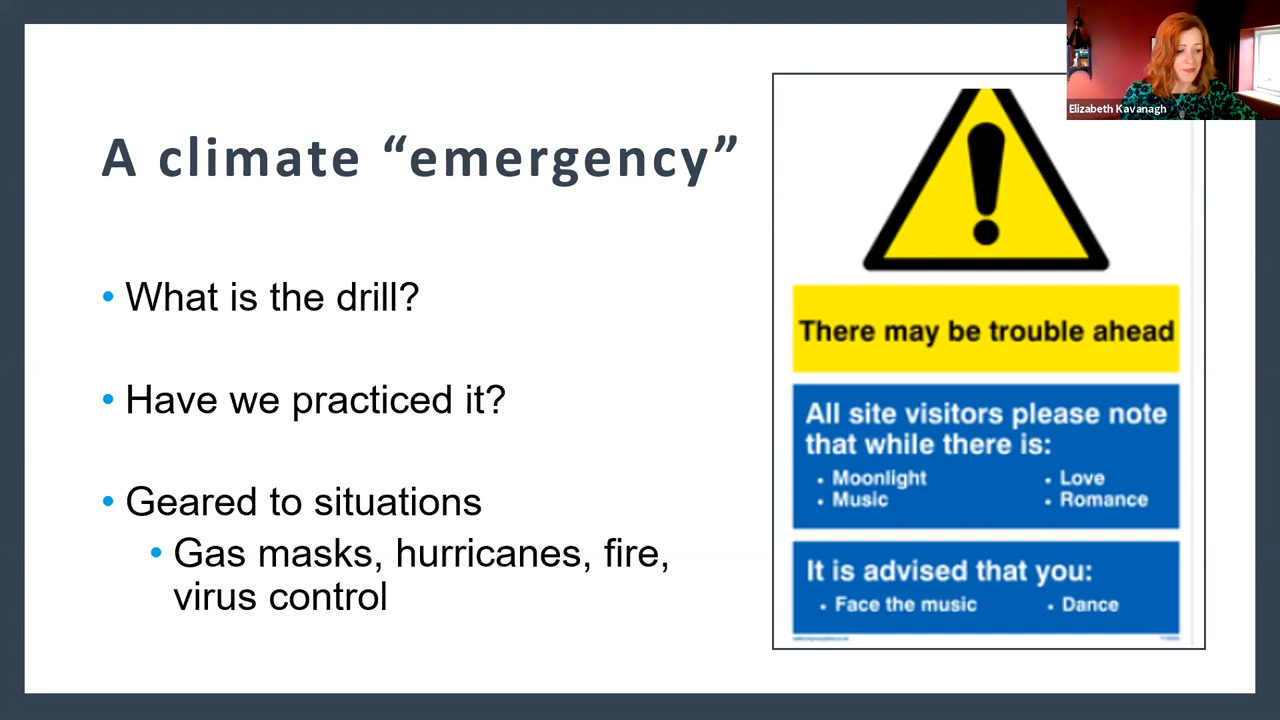 A climate “emergency”
• What is the drill?
• Have we practiced it?
• Geared to situations
• Gas masks, hurricanes, fire,
virus control
Elizabeth Kavanagh
There may be trouble ahead
All site visitors please note
that while there is:
• Moonlight • Love
• Music • Romance
It is advised that you:
• Face the music • Dance